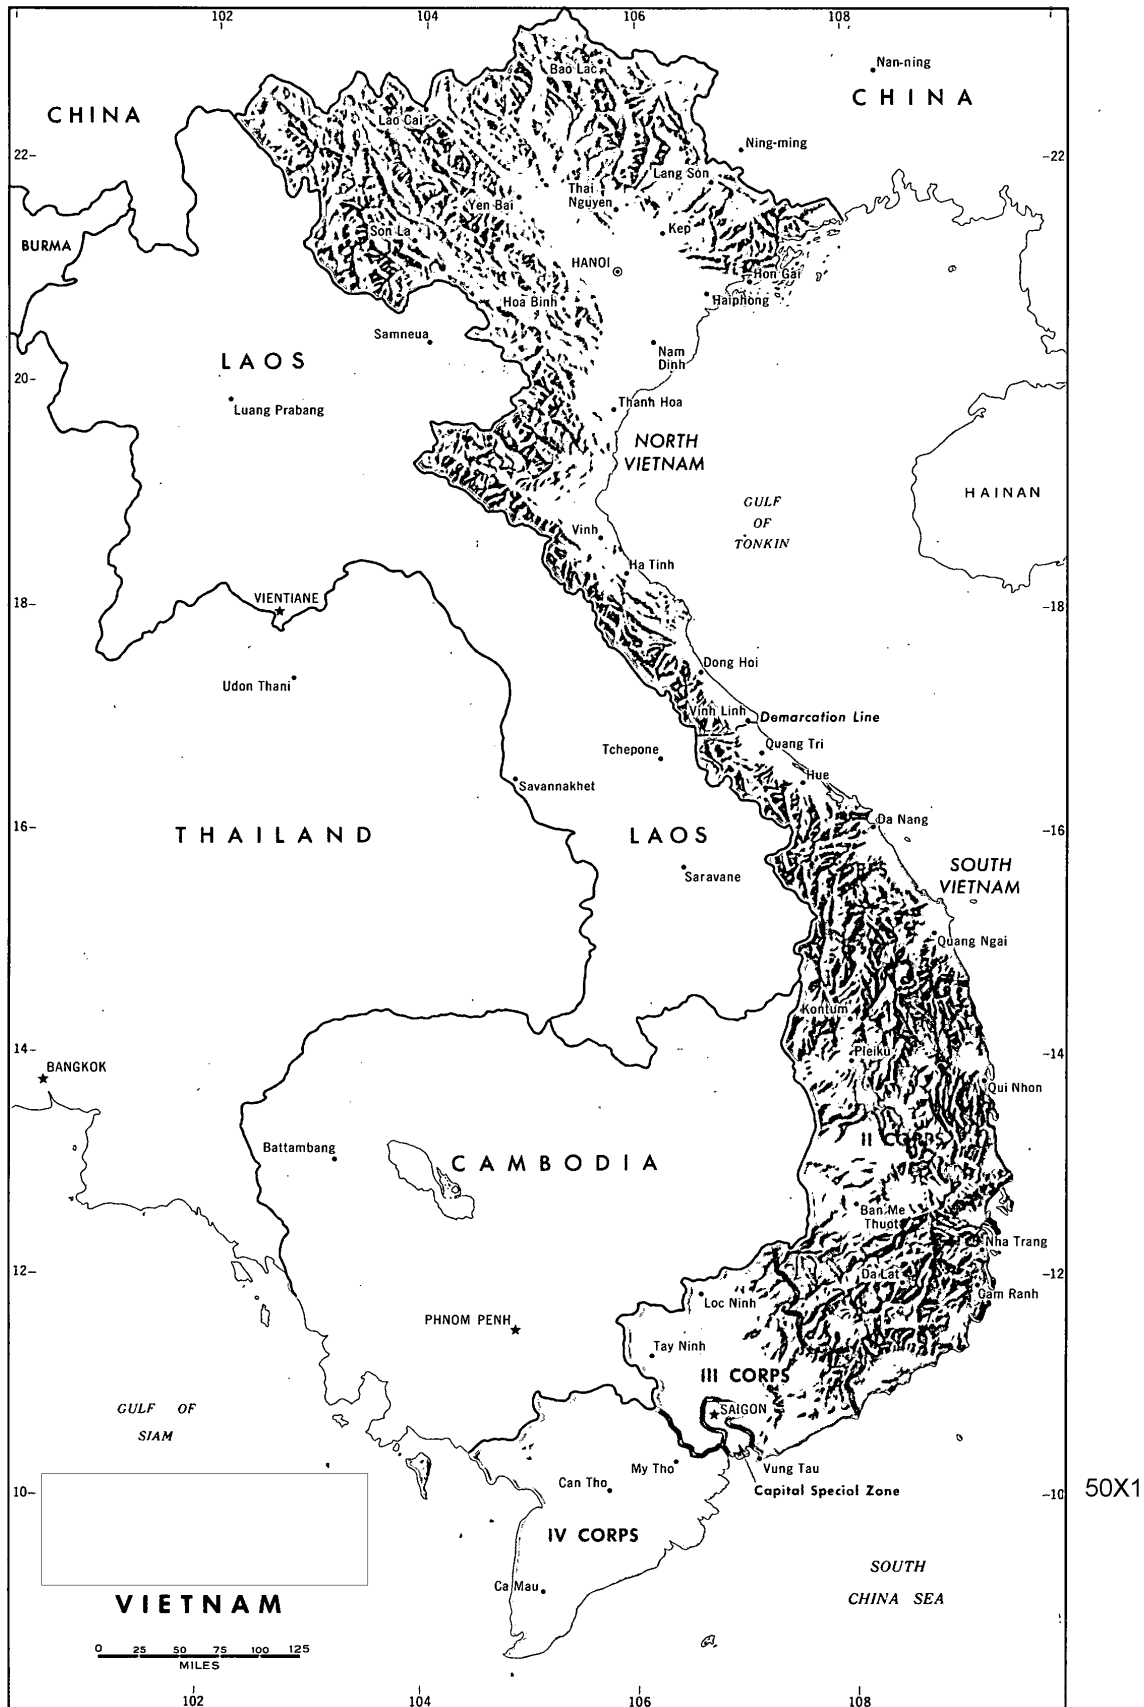 102 104 106 108
Nan-ning
Bao Lac
CHINA
CHINA
Lao Cai
Ning-ming
22
22
Lang Son
Thai
Nguyen
Yen Bai
Kep
Son La
BURMA
HANOI
Hon Gai
Hoa Binh
Haiphong
Samneua
Nam
Dinh
LAOS
20
Thanh Hoa
Luang Prabang
NORTH
VIETNAM
HAINAN
GULF
OF
TONKIN
Vinh
Ha Tinh
VIENTIANE
18
18
Dong Hoi
Udon Thani
Vinh Linh
Demarcation Line
Quang Tri
Tchepone
Hue
Savannakhet
Da Nang
16
16
THAILAND
LAOS
SOUTH
VIETNAM
Saravane
Quang Ngai
Kontum
14
14
Pleiku
BANGKOK
Qui Nhon
II CORPS
Battambang
CAMBODIA
Ban Me
Thuot
Nha Trang
12
12
Da Lat
Cam Ranh
Loc Ninh
PHNOM PENH
Tay Ninh
III CORPS
SAIGON
GULF OF
SIAM
My Tho
Vung Tau
Can Tho
Capital Special Zone
10
10
50X1
IV CORPS
SOUTH
CHINA SEA
Ca Mau
VIETNAM
0 25 50 75 100 125
MILES
102 104 106 108